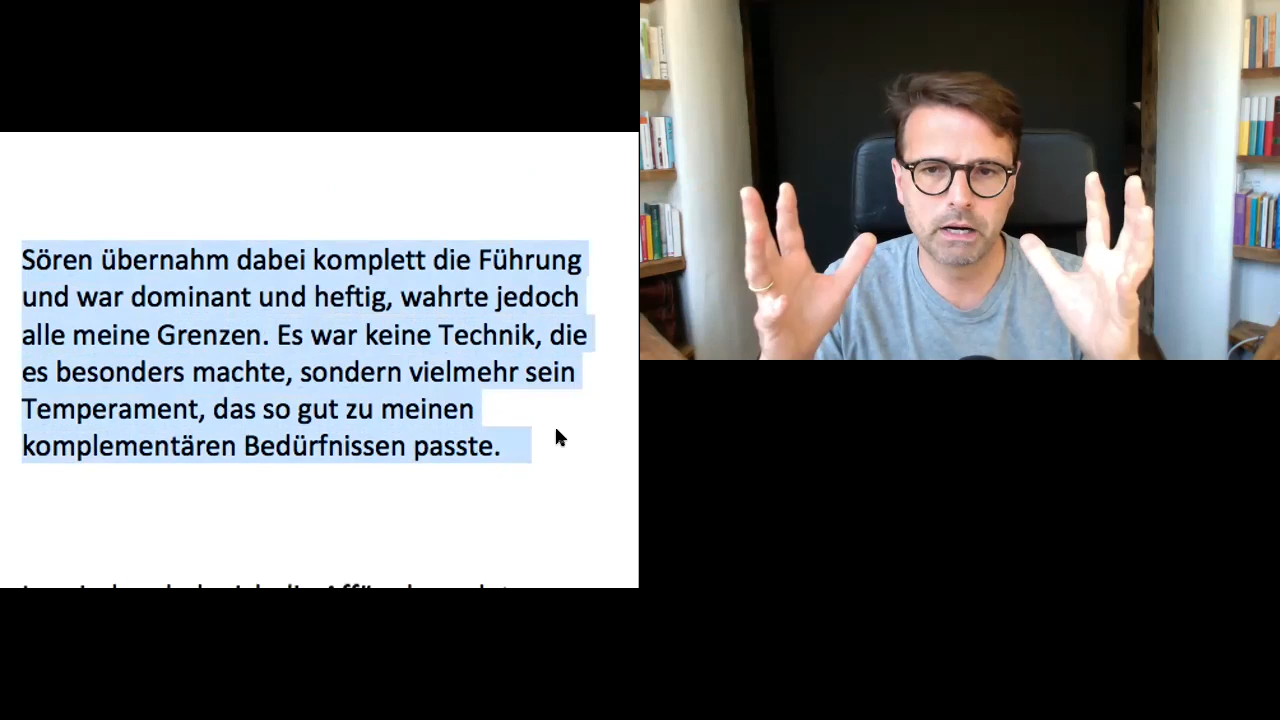 Sören übernahm dabei komplett die Führung
und war dominant und heftig, wahrte jedoch
alle meine Grenzen. Es war keine Technik, die
es besonders machte, sondern vielmehr sein
Temperament, das so gut zu meinen
komplementären Bedürfnissen passte.